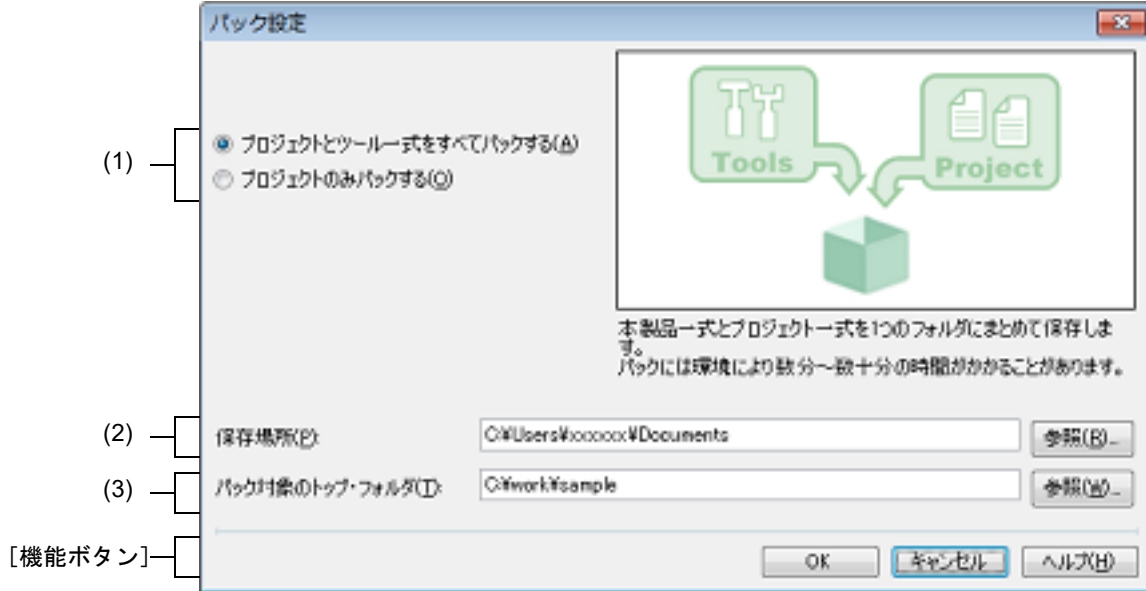 パック設定
(1)
プロジェクトとツール一式をすべてパックする(A)
プロジェクトのみパックする(O)
Tools
Project
本製品一式とプロジェクト一式を1つのフォルダにまとめて保存しま
す。
パックには環境により数分～数十分の時間がかかることがあります。
(2)
保存場所(P):
C:¥Users¥xxxxxxx¥Documents
参照(R)...
(3)
パック対象のトップ・フォルダ(T):
C:¥work¥sample
参照(W)...
[機能ボタン]
OK
キャンセル
ヘルプ(H)